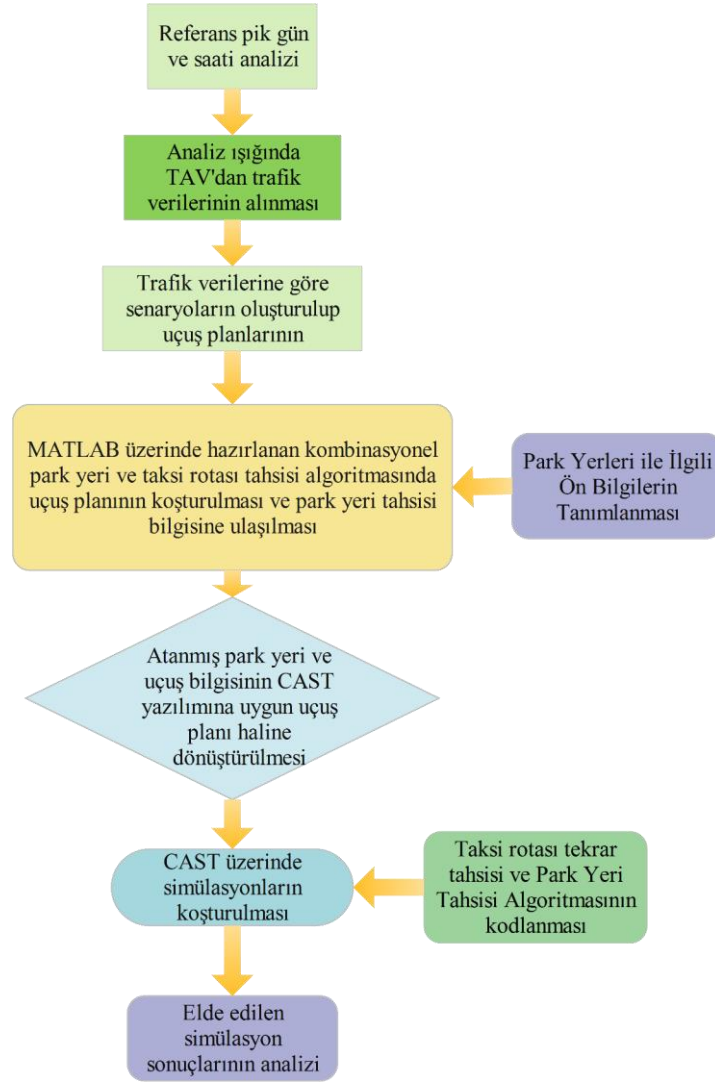 Referans pik gün
ve saati analizi
Analiz ışığında
TAV'dan trafik
verilerinin alınması
Trafik verilerine göre
senaryoların oluşturulup
uçuş planlarının
MATLAB üzerinde hazırlanan kombinasyonel
park yeri ve taksi rotası tahsisi algoritmasında
uçuş planının koşturulması ve park yeri tahsisi
bilgisine ulaşılması
Park Yerleri ile İlgili
Ön Bilgilerin
Tanımlanması
Atanmış park yeri ve
uçuş bilgisinin CAST
yazılımına uygun uçuş
planı haline
dönüştürülmesi
CAST üzerinde
simülasyonların
koşturulması
Taksi rotası tekrar
tahsisi ve Park Yeri
Tahsisi Algoritmasının
kodlanması
Elde edilen
simülasyon
sonuçlarının analizi